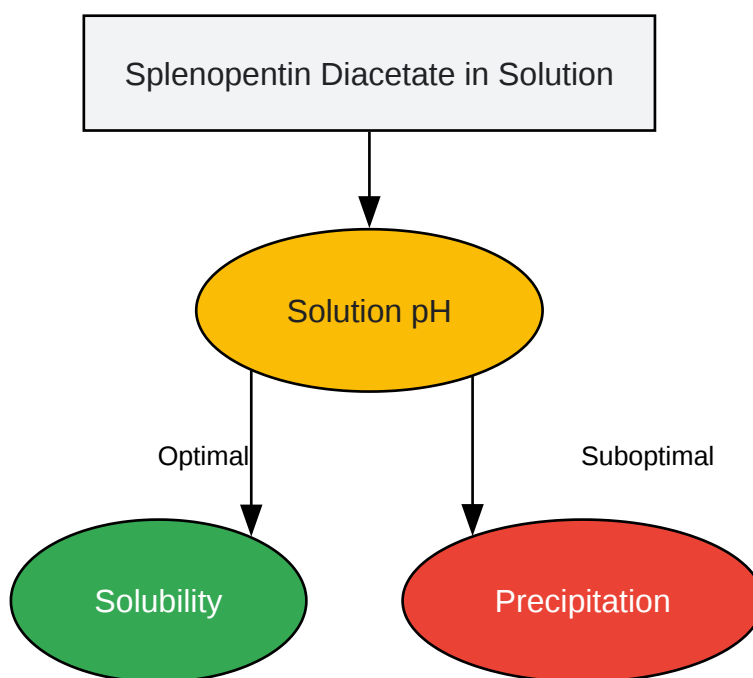 Splenopentin Diacetate in Solution
Solution pH
Optimal
Suboptimal
Solubility
Precipitation